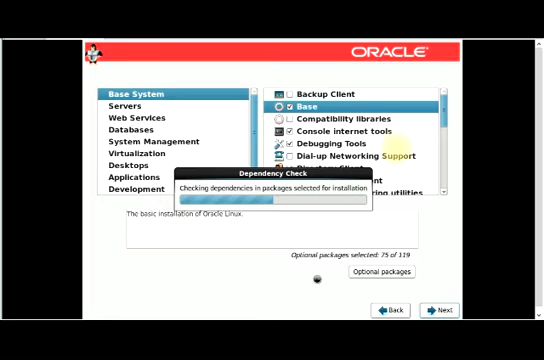 ORACLE
Base System
Servers
Web Services
Databases
System Management
Virtualization
Desktops
Applications
Development
Backup Client
Base
Compatibility libraries
Console internet tools
Debugging Tools
Dial-up Networking Support
Dependency Check
Checking dependencies in packages selected for installation
The basic installation of Oracle Linux.
Optional packages selected: 75 of 119
Optional packages
Back
Next